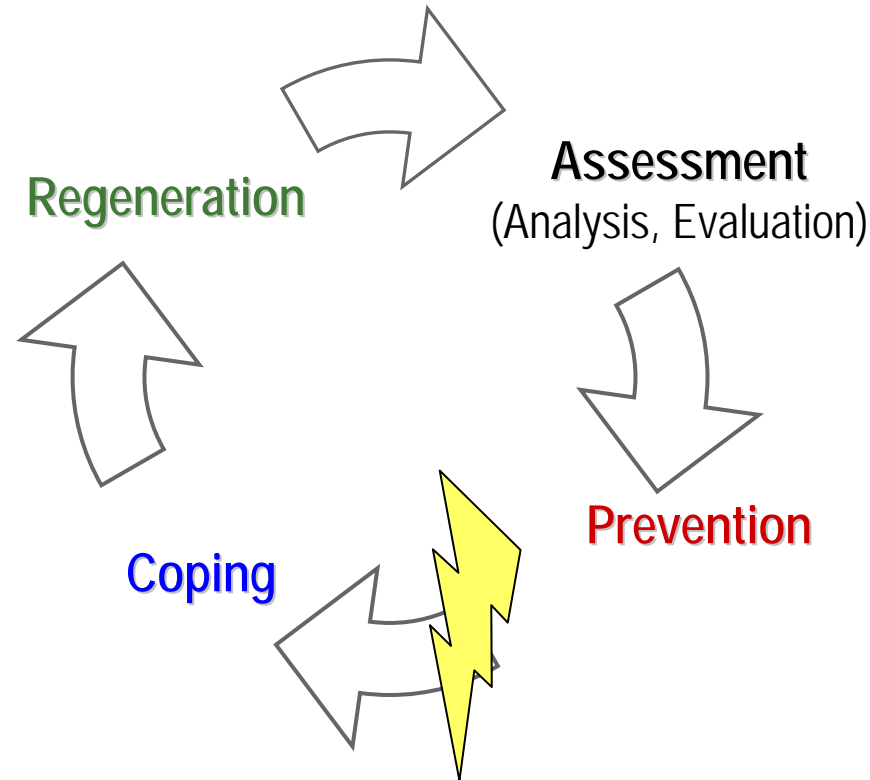 Assessment
(Analysis, Evaluation)
Regeneration
Prevention
Coping